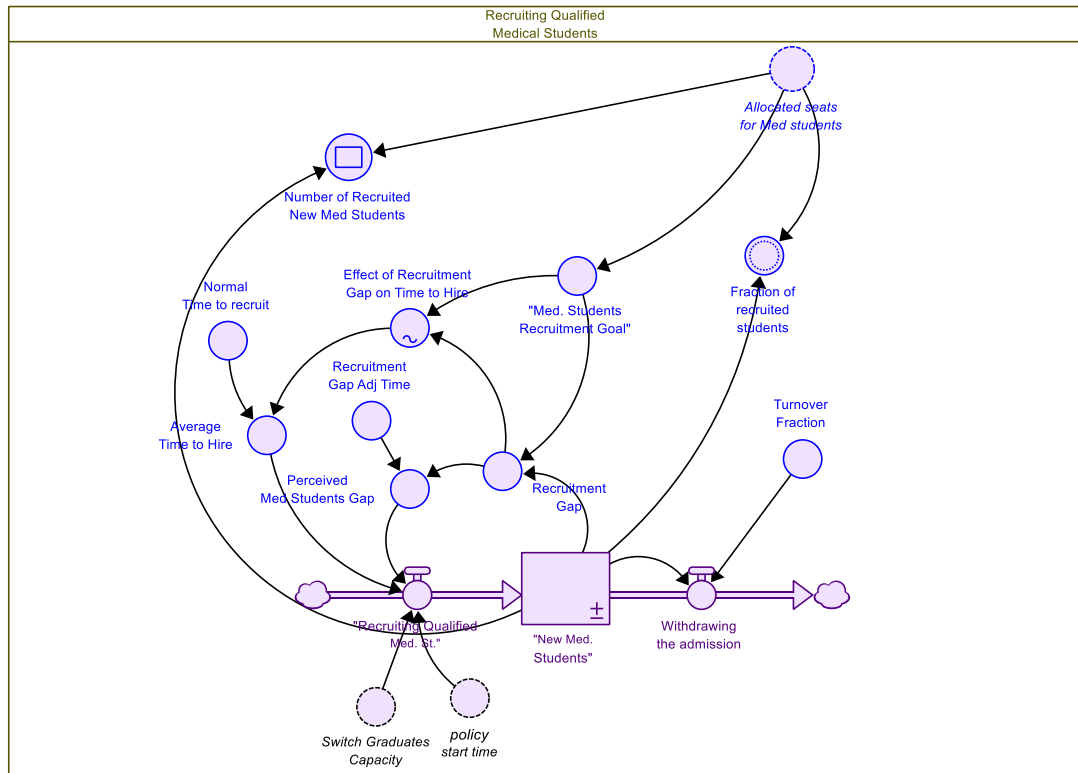 Recruiting Qualified
Medical Students
Allocated seats
for Med students
Number of Recruited
New Med Students
Effect of Recruitment
Gap on Time to Hire
Normal
Time to recruit
"Med. Students
Recruitment Goal"
Fraction of
recruited
students
Recruitment
Gap Adj Time
Turnover
Fraction
Average
Time to Hire
Perceived
Med Students Gap
Recruitment
Gap
"Recruiting Qualified
Med. St."
"New Med.
Students"
Withdrawing
the admission
Switch Graduates
Capacity
policy
start time